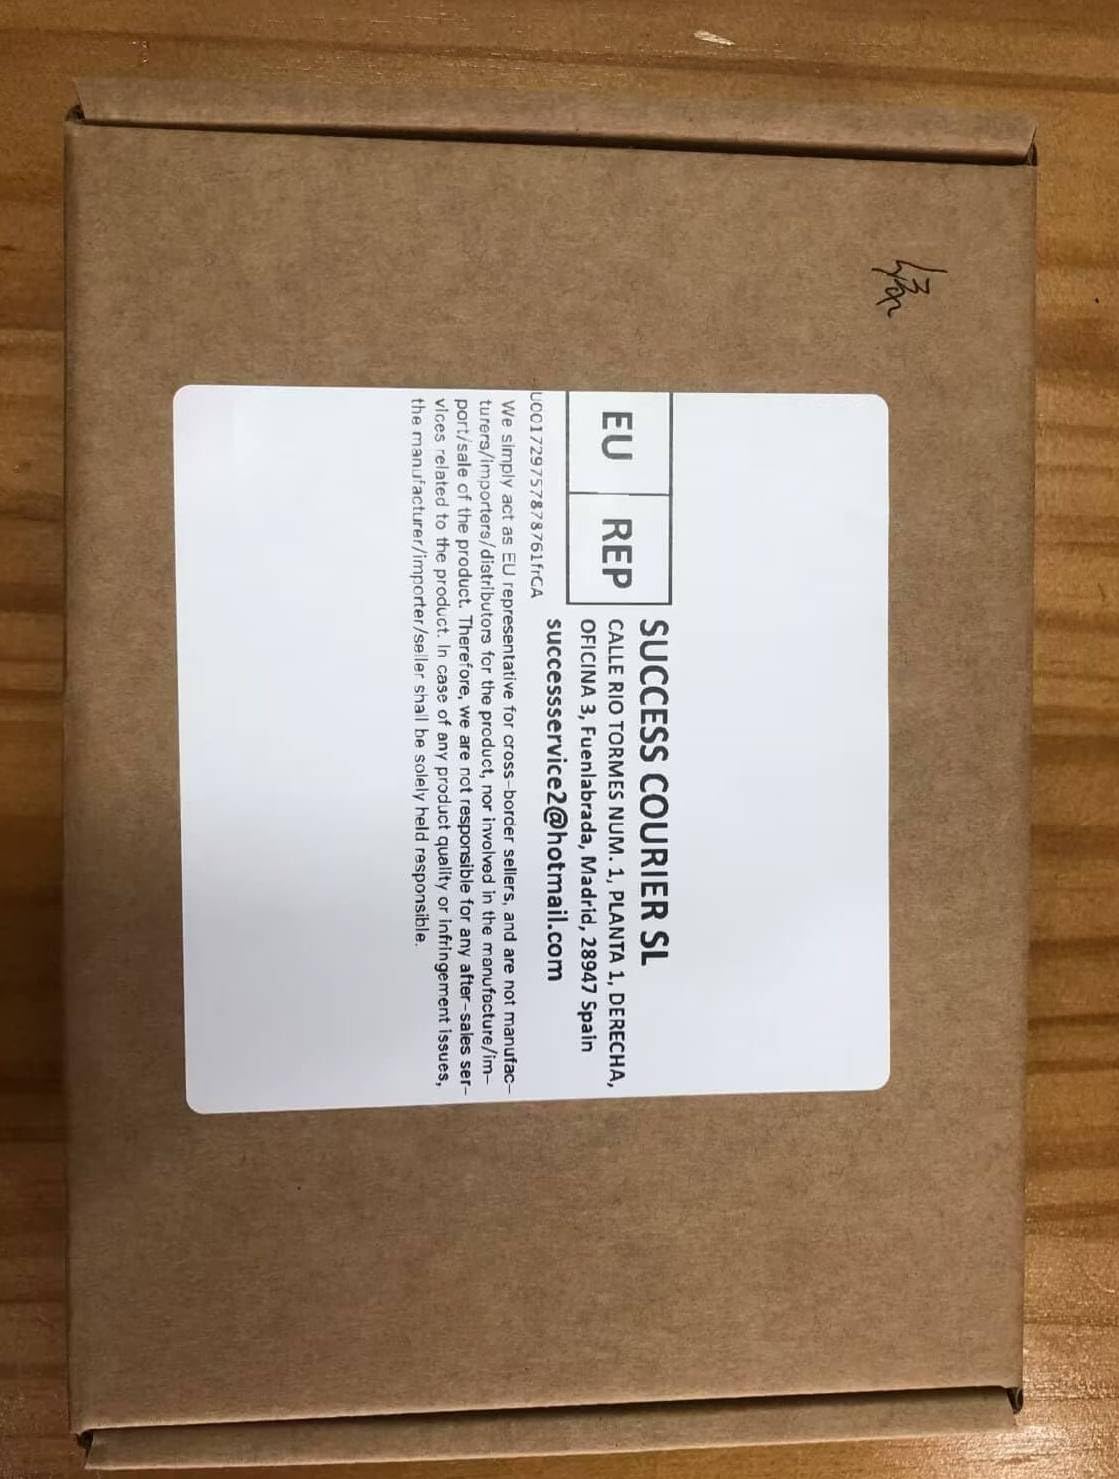 EU REP
SUCCESS COURIER SL
CALLE RIO TORMES NUM. 1, PLANTA 1, DERECHA,
OFICINA 3, Fuenlabrada, Madrid, 28947 Spain
successservice2@hotmail.com
U001729757878761frCA
We simply act as EU representative for cross-border sellers, and are not manufac-
turers/importers/distributors for the product, nor involved in the manufacture/im-
port/sale of the product. Therefore, we are not responsible for any after-sales ser-
vices related to the product. In case of any product quality or infringement issues,
the manufacturer/importer/seller shall be solely held responsible.